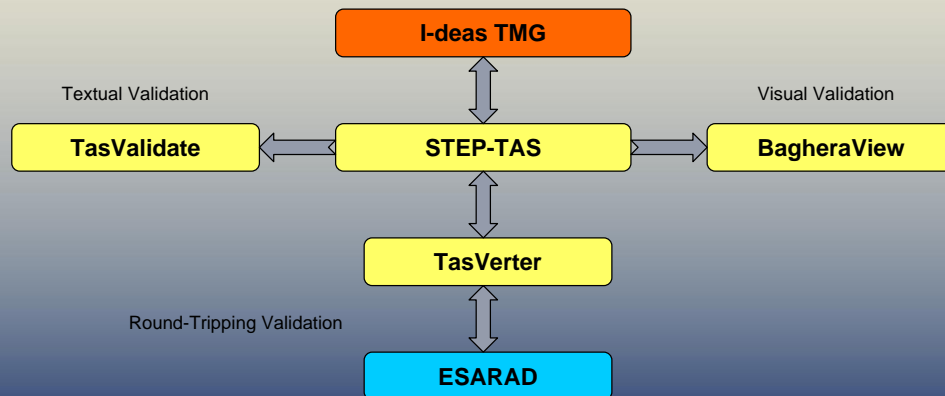 I-deas TMG
Textual Validation
Visual Validation
TasValidate
STEP-TAS
BagheraView
TasVerter
Round-Tripping Validation
ESARAD